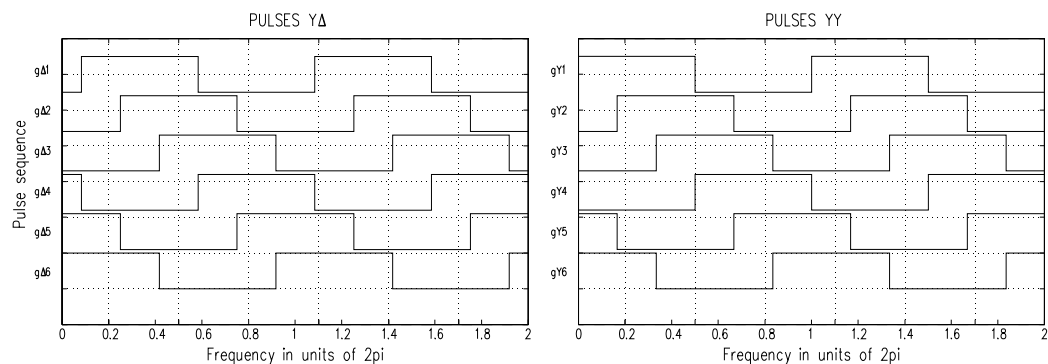 PULSES YΔ
Pulse sequence
gΔ1
gΔ2
gΔ3
gΔ4
gΔ5
gΔ6
0 0.2 0.4 0.6 0.8 1 1.2 1.4 1.6 1.8 2
Frequency in units of 2pi
PULSES YY
gY1
gY2
gY3
gY4
gY5
gY6
0 0.2 0.4 0.6 0.8 1 1.2 1.4 1.6 1.8 2
Frequency in units of 2pi